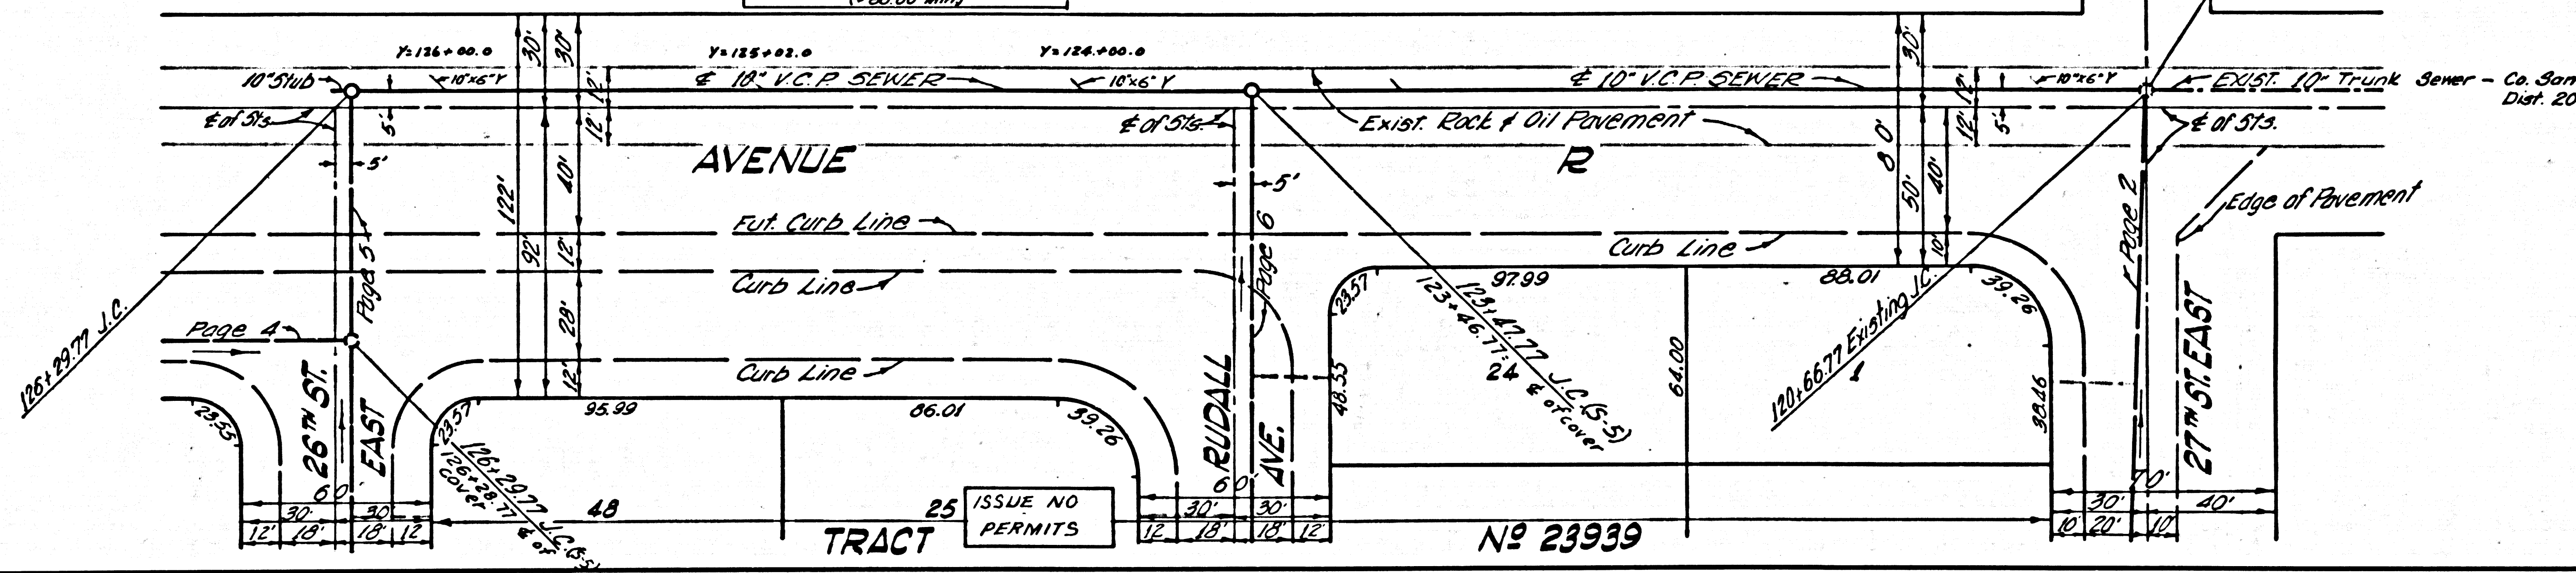 Y=126+00.0
Y=125+02.0
Y=124.+00.0
10" Stub
10"x6" Y
℄ 18" V.C.P. SEWER
10"x6" Y
℄ 10" V.C.P. SEWER
10"x6" Y
EXIST. 10" Trunk Sewer - Co. San
Dist. 20
℄ of Sts.
℄ of Sts.
℄ of Sts.
Exist. Rock & Oil Pavement
30'
30'
12'
12'
5'
5'
30'
12'
12'
5'
AVENUE
R
5'
122'
92'
40'
12'
28'
12'
80'
50'
40'
10'
Fut. Curb Line
Curb Line
Curb Line
Curb Line
Edge of Pavement
Page 5
Page 6
Page 2
Page 4
126+29.77 J.C.
123+47.77 J.C. (S-5)
123+46.77=
℄ of cover
120+66.77 Existing J.C.
126+29.77 J.C. (S-5)
126+28.77 ℄ of
Cover
97.99
88.01
23.57
39.26
48.55
64.00
38.46
24
1
23.55
23.57
95.99
86.01
39.26
26TH ST.
EAST
RUDALL
AVE.
27TH ST. EAST
60'
30'
30'
12'
18'
18'
12
48
25
ISSUE NO
PERMITS
60'
30'
30'
12
18'
18'
12'
70'
30'
40'
10'
20'
10'
TRACT
Nº 23939